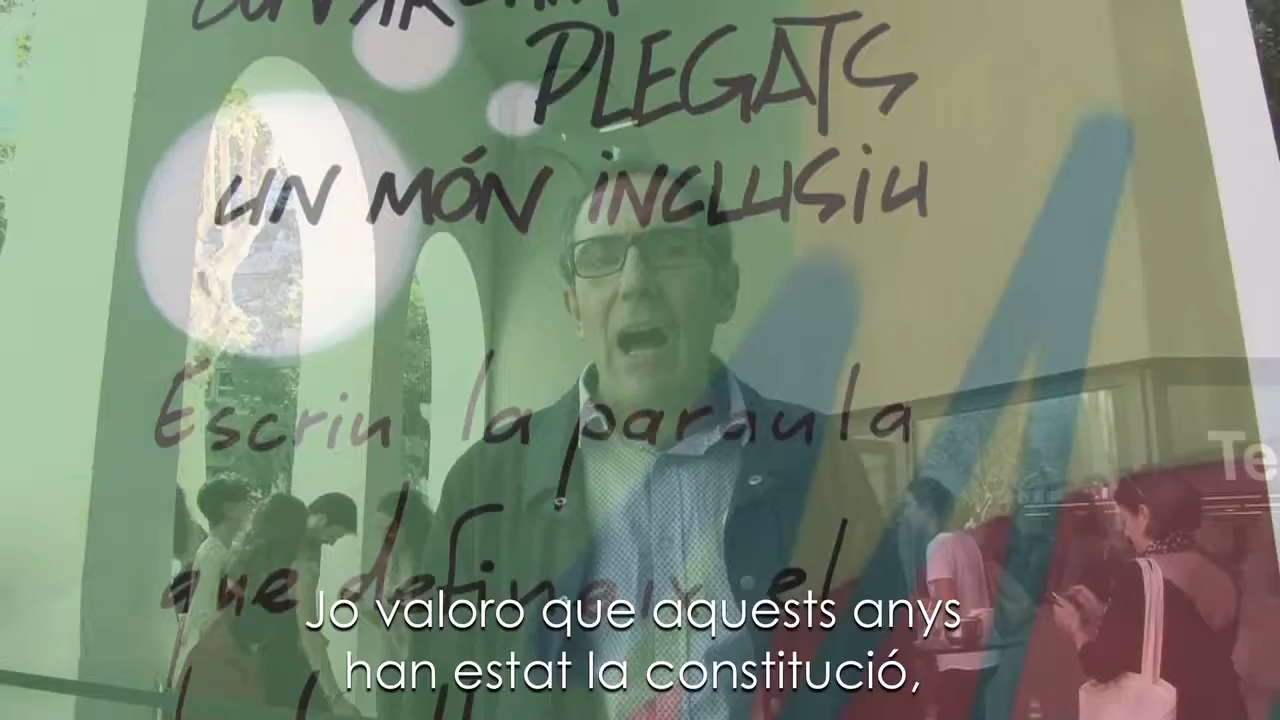 PLEGATS
UN MÓN INCLUSIU
Escriu la paraula
que defineix el
Te
Jo valoro que aquests anys
han estat la constitució,